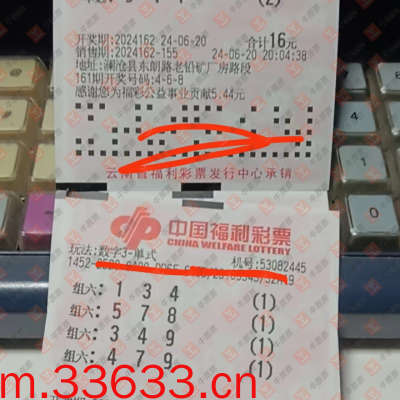 (2)
开奖期:2024162 24-06-20 合计16元
销售期:2024162-155 24-06-20 20:04:38
地址:澜沧县东朗路老铅矿厂房路段
161期开奖号码:4-6-8
感谢您为福彩公益事业贡献5.44元
云南省福利彩票发行中心承销
中国福利彩票
CHINA WELFARE LOTTERY
玩法:数字3-单式 机号:53082445
组六: 1 3 4 (1)
组六: 5 7 8 (1)
组六: 3 4 9 (1)
组六: 4 7 9 (1)
m.33633.cn
0